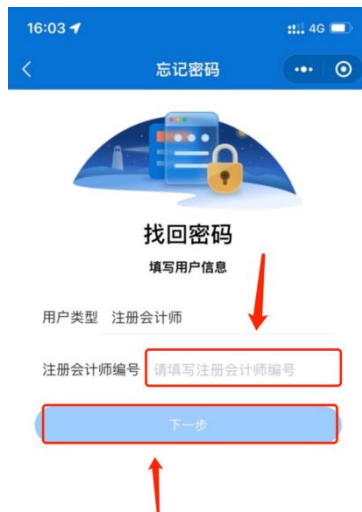 16:03 4G
忘记密码
找回密码
填写用户信息
用户类型 注册会计师
注册会计师编号 请填写注册会计师编号
下一步